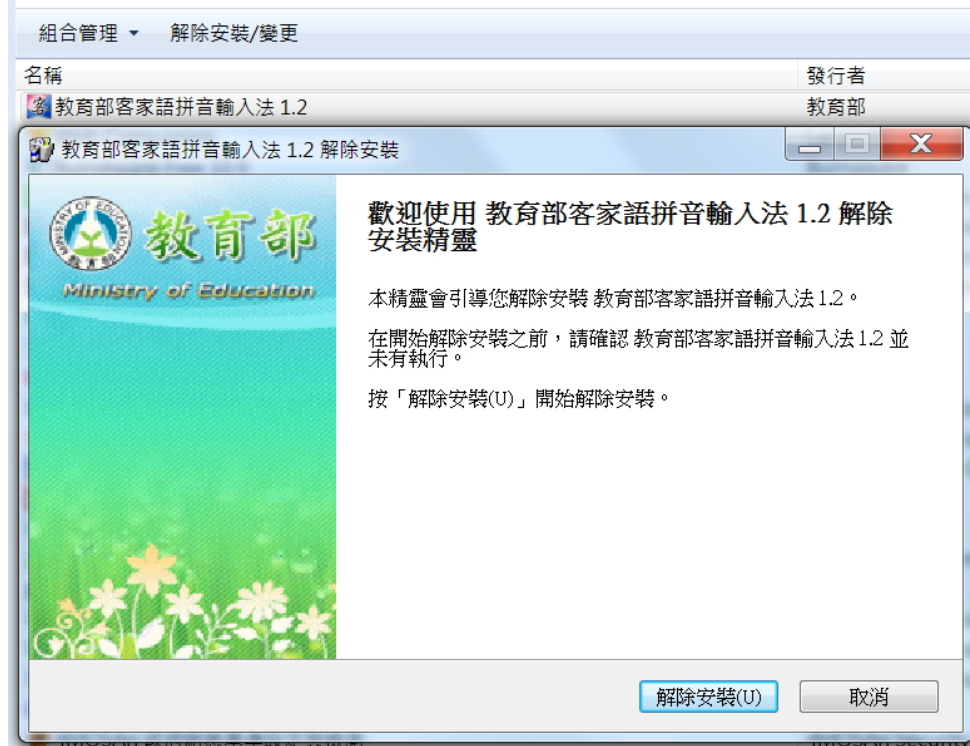 組合管理 解除安裝/變更
名稱 發行者
教育部客家語拼音輸入法 1.2 教育部
教育部客家語拼音輸入法 1.2 解除安裝
MINISTRY OF EDUCATION
教育部
教育部
Ministry of Education
歡迎使用 教育部客家語拼音輸入法 1.2 解除
安裝精靈
本精靈會引導您解除安裝 教育部客家語拼音輸入法 1.2。
在開始解除安裝之前，請確認 教育部客家語拼音輸入法 1.2 並
未有執行。
按「解除安裝(U)」開始解除安裝。
解除安裝(U) 取消